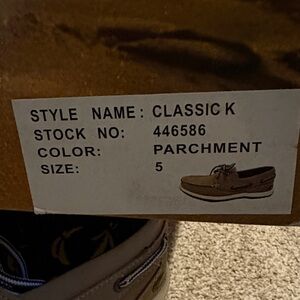 STYLE NAME: CLASSIC K
STOCK NO: 446586
COLOR: PARCHMENT
SIZE: 5